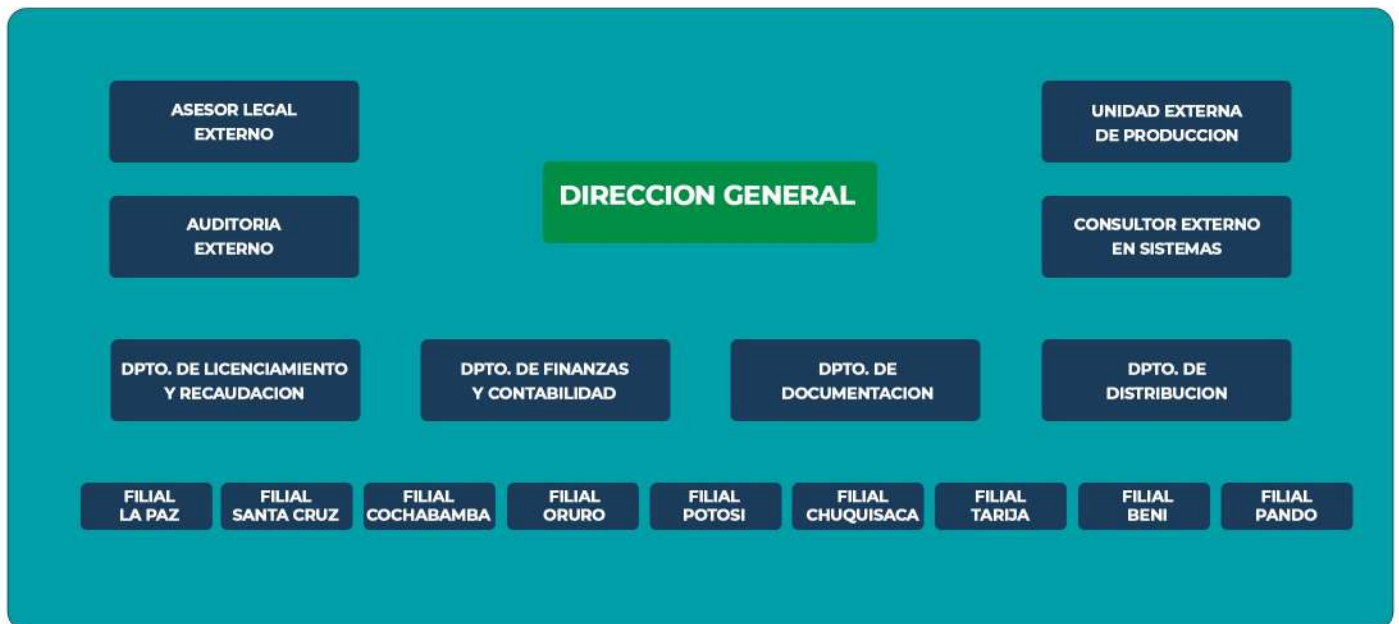 ASESOR LEGAL
EXTERNO
UNIDAD EXTERNA
DE PRODUCCION
DIRECCION GENERAL
AUDITORIA
EXTERNO
CONSULTOR EXTERNO
EN SISTEMAS
DPTO. DE LICENCIAMIENTO
Y RECAUDACION
DPTO. DE FINANZAS
Y CONTABILIDAD
DPTO. DE
DOCUMENTACION
DPTO. DE
DISTRIBUCION
FILIAL
LA PAZ
FILIAL
SANTA CRUZ
FILIAL
COCHABAMBA
FILIAL
ORURO
FILIAL
POTOSI
FILIAL
CHUQUISACA
FILIAL
TARIJA
FILIAL
BENI
FILIAL
PANDO